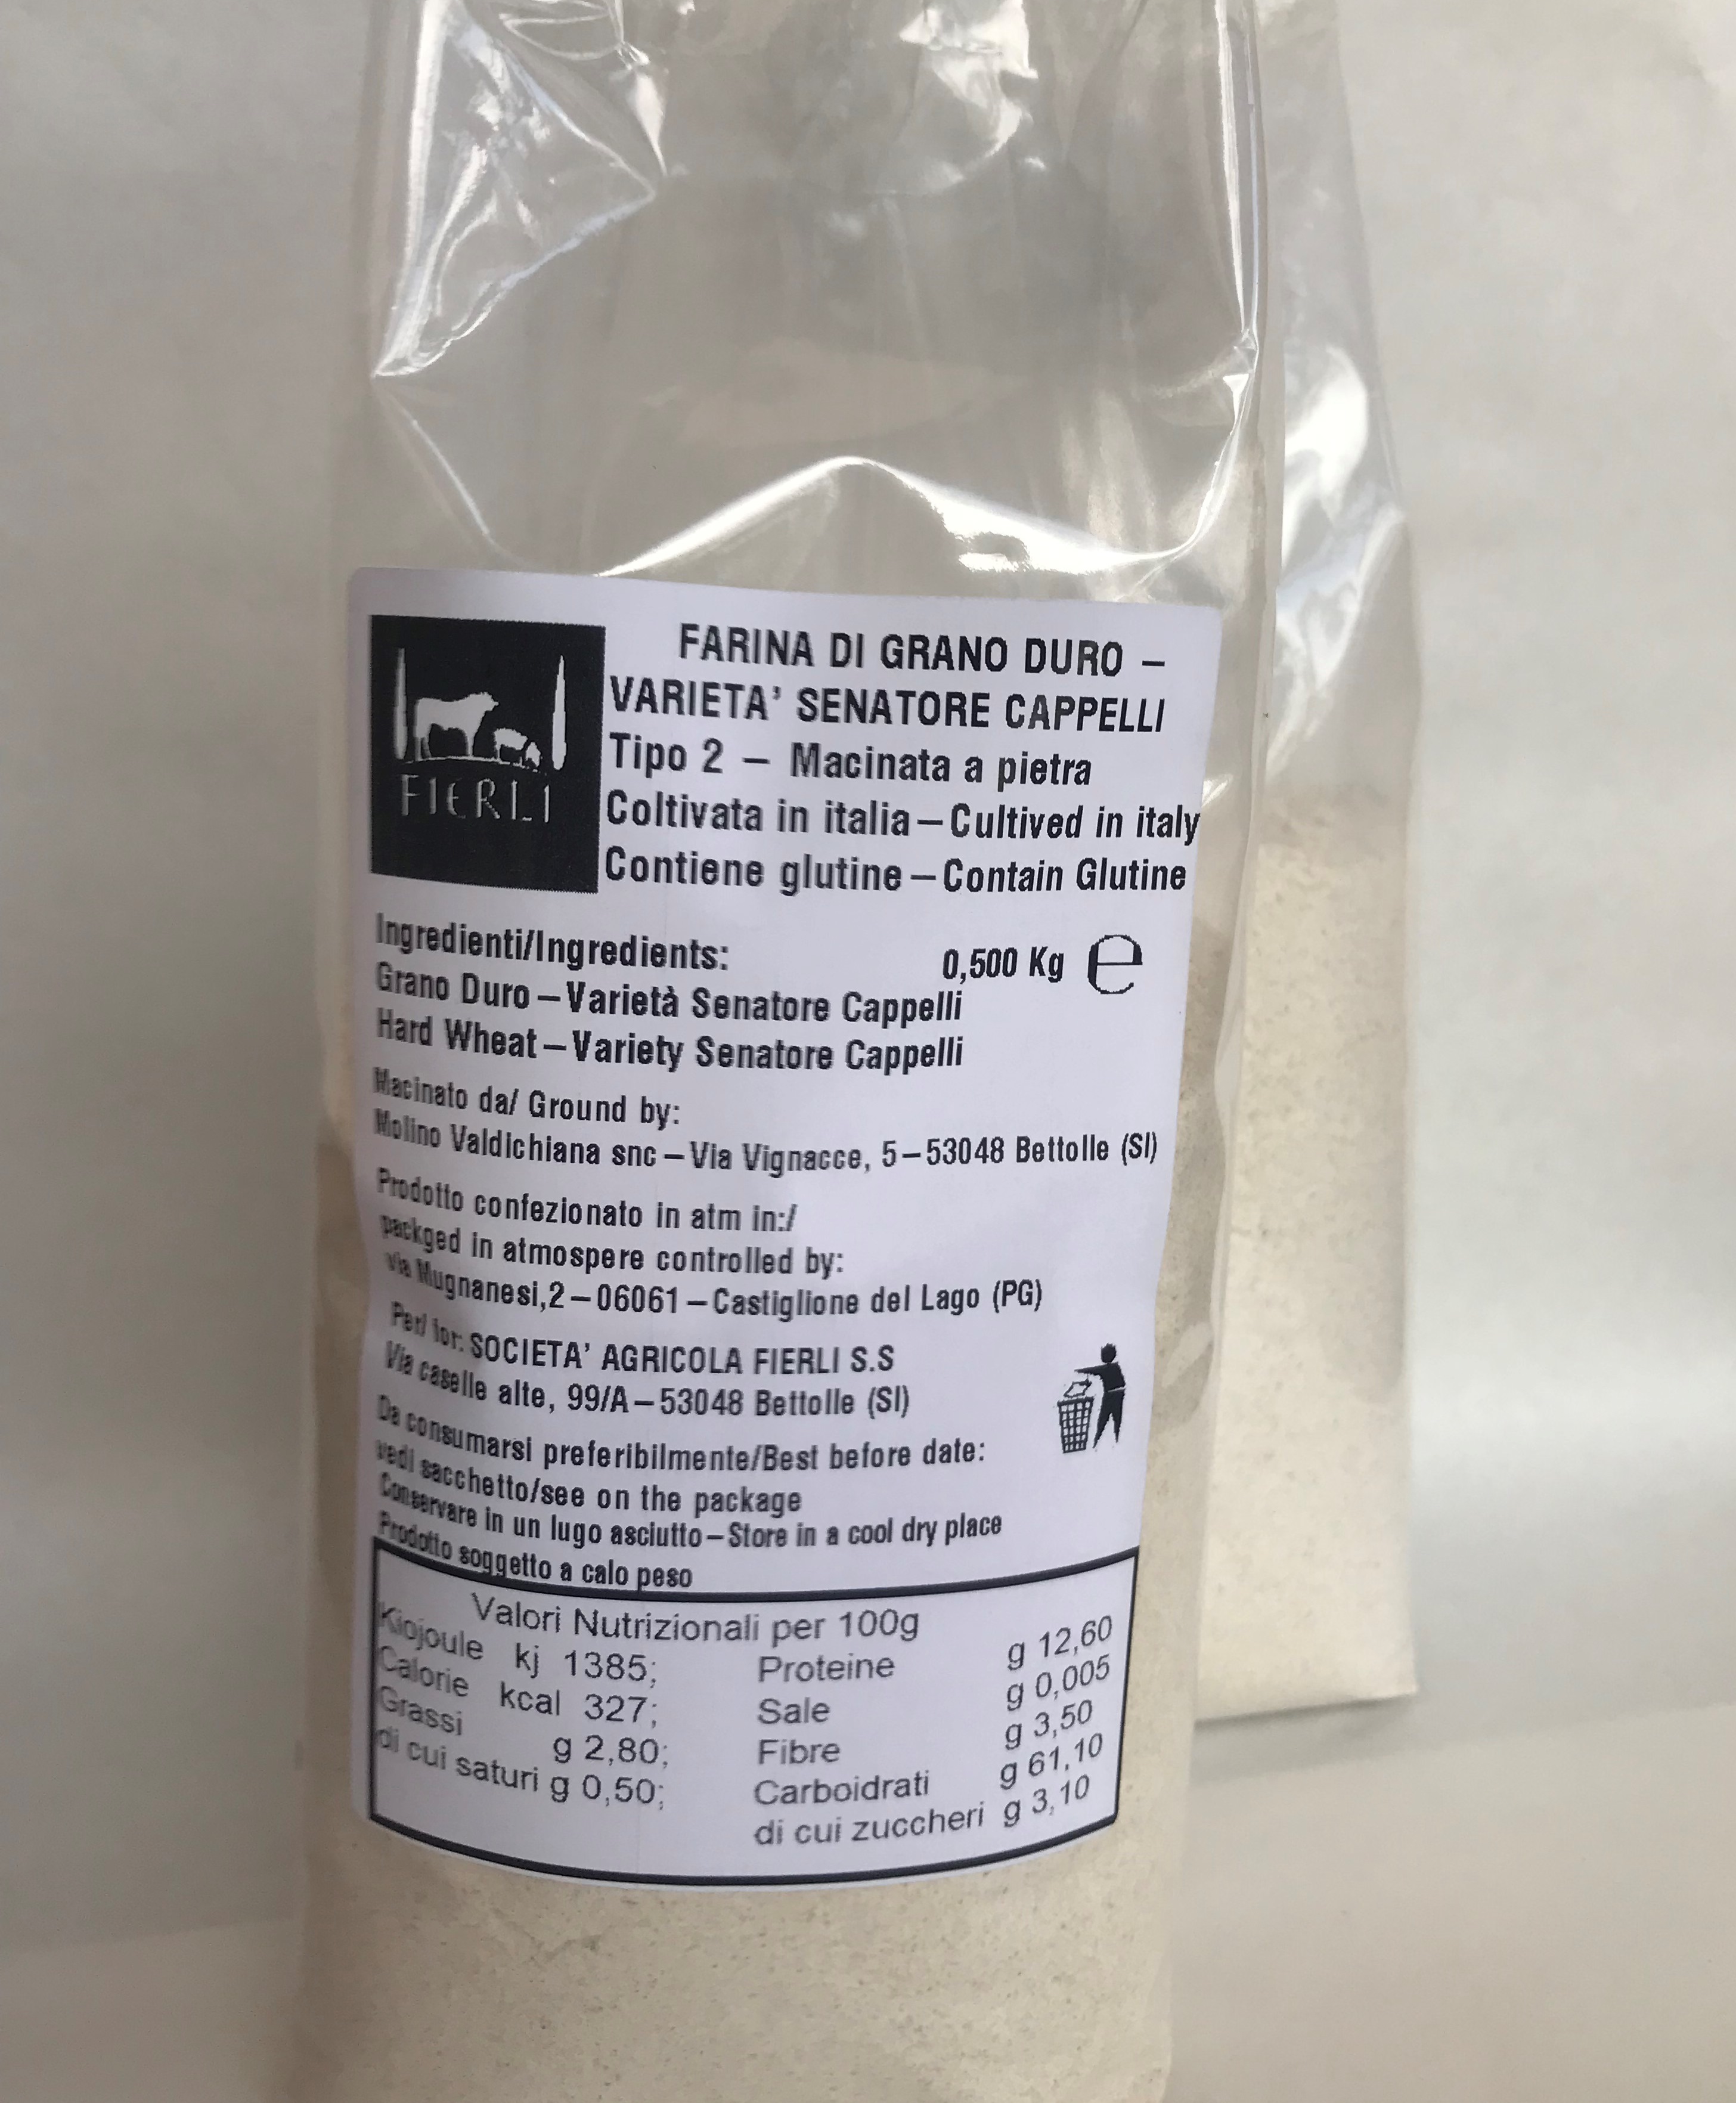 FIERLI
FARINA DI GRANO DURO –
VARIETA' SENATORE CAPPELLI
Tipo 2 – Macinata a pietra
Coltivata in italia – Cultived in italy
Contiene glutine – Contain Glutine
Ingredienti/Ingredients:
0,500 Kg ℮
Grano Duro – Varietà Senatore Cappelli
Hard Wheat – Variety Senatore Cappelli
Macinato da/ Ground by:
Molino Valdichiana snc – Via Vignacce, 5 – 53048 Bettolle (SI)
Prodotto confezionato in atm in:/
packged in atmospere controlled by:
via Mugnanesi,2 – 06061 – Castiglione del Lago (PG)
Per/ for: SOCIETA' AGRICOLA FIERLI S.S
Via caselle alte, 99/A – 53048 Bettolle (SI)
Da consumarsi preferibilmente/Best before date:
vedi sacchetto/see on the package
Conservare in un lugo asciutto – Store in a cool dry place
Prodotto soggetto a calo peso
Valori Nutrizionali per 100g
Kiojoule kj 1385; Proteine g 12,60
Calorie kcal 327; Sale g 0,005
Grassi g 2,80; Fibre g 3,50
di cui saturi g 0,50; Carboidrati g 61,10
di cui zuccheri g 3,10